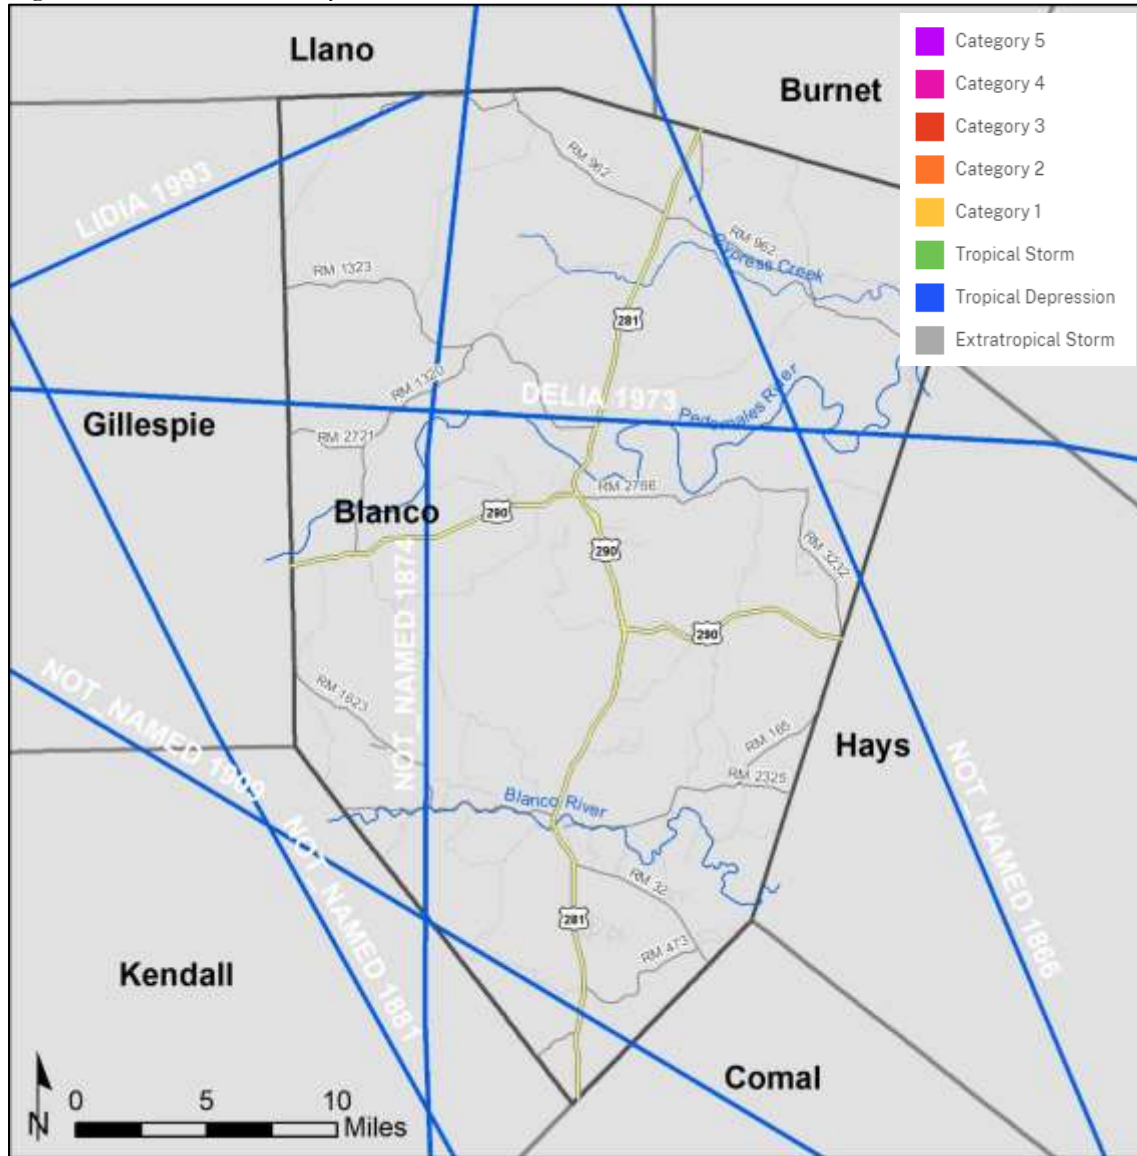 Llano
Burnet
Category 5
Category 4
Category 3
Category 2
Category 1
Tropical Storm
Tropical Depression
Extratropical Storm
LIDIA 1993
RM 962
RM 962
Cypress Creek
RM 1323
281
RM 1320
DELIA 1973
Pedernales River
Gillespie
RM 2721
RM 2766
Blanco
290
290
RM 3232
NOT_NAMED 1874
290
NOT_NAMED 1909
RM 1623
RM 165
Hays
RM 2325
NOT_NAMED 1866
Blanco River
NOT_NAMED 1881
RM 32
281
RM 473
Kendall
Comal
N
0 5 10
Miles